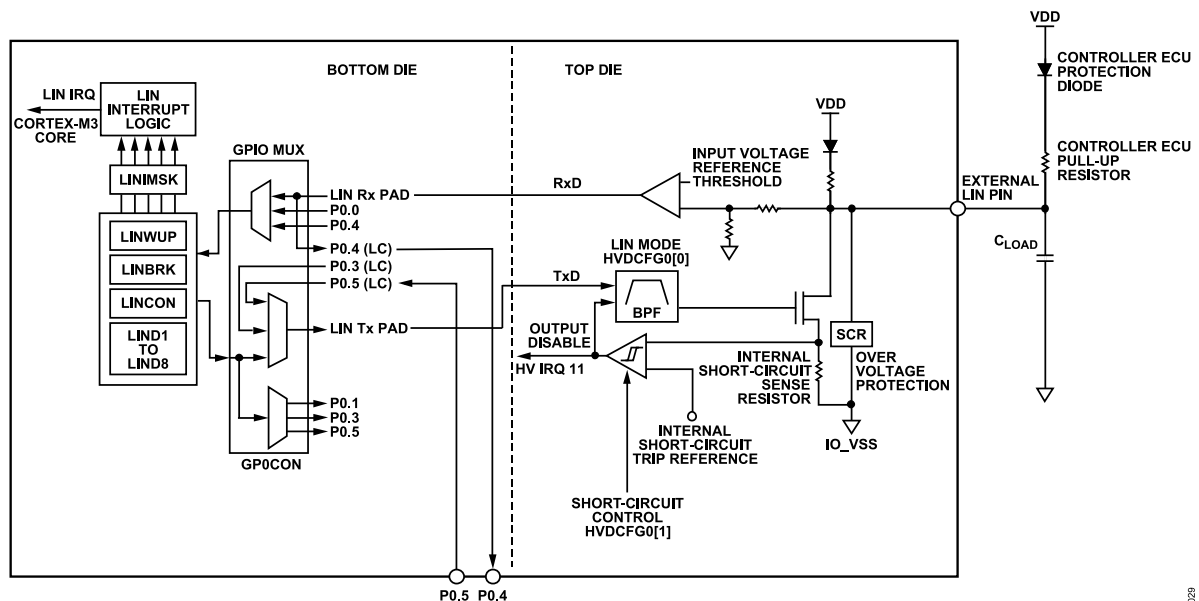 BOTTOM DIE
TOP DIE
LIN IRQ
CORTEX-M3
CORE
LIN
INTERRUPT
LOGIC
LINIMSK
LINWUP
LINBRK
LINCON
LIND1
TO
LIND8
GPIO MUX
LIN Rx PAD
P0.0
P0.4
P0.4 (LC)
P0.3 (LC)
P0.5 (LC)
LIN Tx PAD
P0.1
P0.3
P0.5
GP0CON
RxD
TxD
INPUT VOLTAGE
REFERENCE
THRESHOLD
VDD
LIN MODE
HVDCFG0[0]
BPF
OUTPUT
DISABLE
HV IRQ 11
INTERNAL
SHORT-CIRCUIT
SENSE
RESISTOR
SCR
OVER
VOLTAGE
PROTECTION
IO_VSS
INTERNAL
SHORT-CIRCUIT
TRIP REFERENCE
SHORT-CIRCUIT
CONTROL
HVDCFG0[1]
EXTERNAL
LIN PIN
VDD
CONTROLLER ECU
PROTECTION
DIODE
CONTROLLER ECU
PULL-UP
RESISTOR
CLOAD
P0.5
P0.4
029